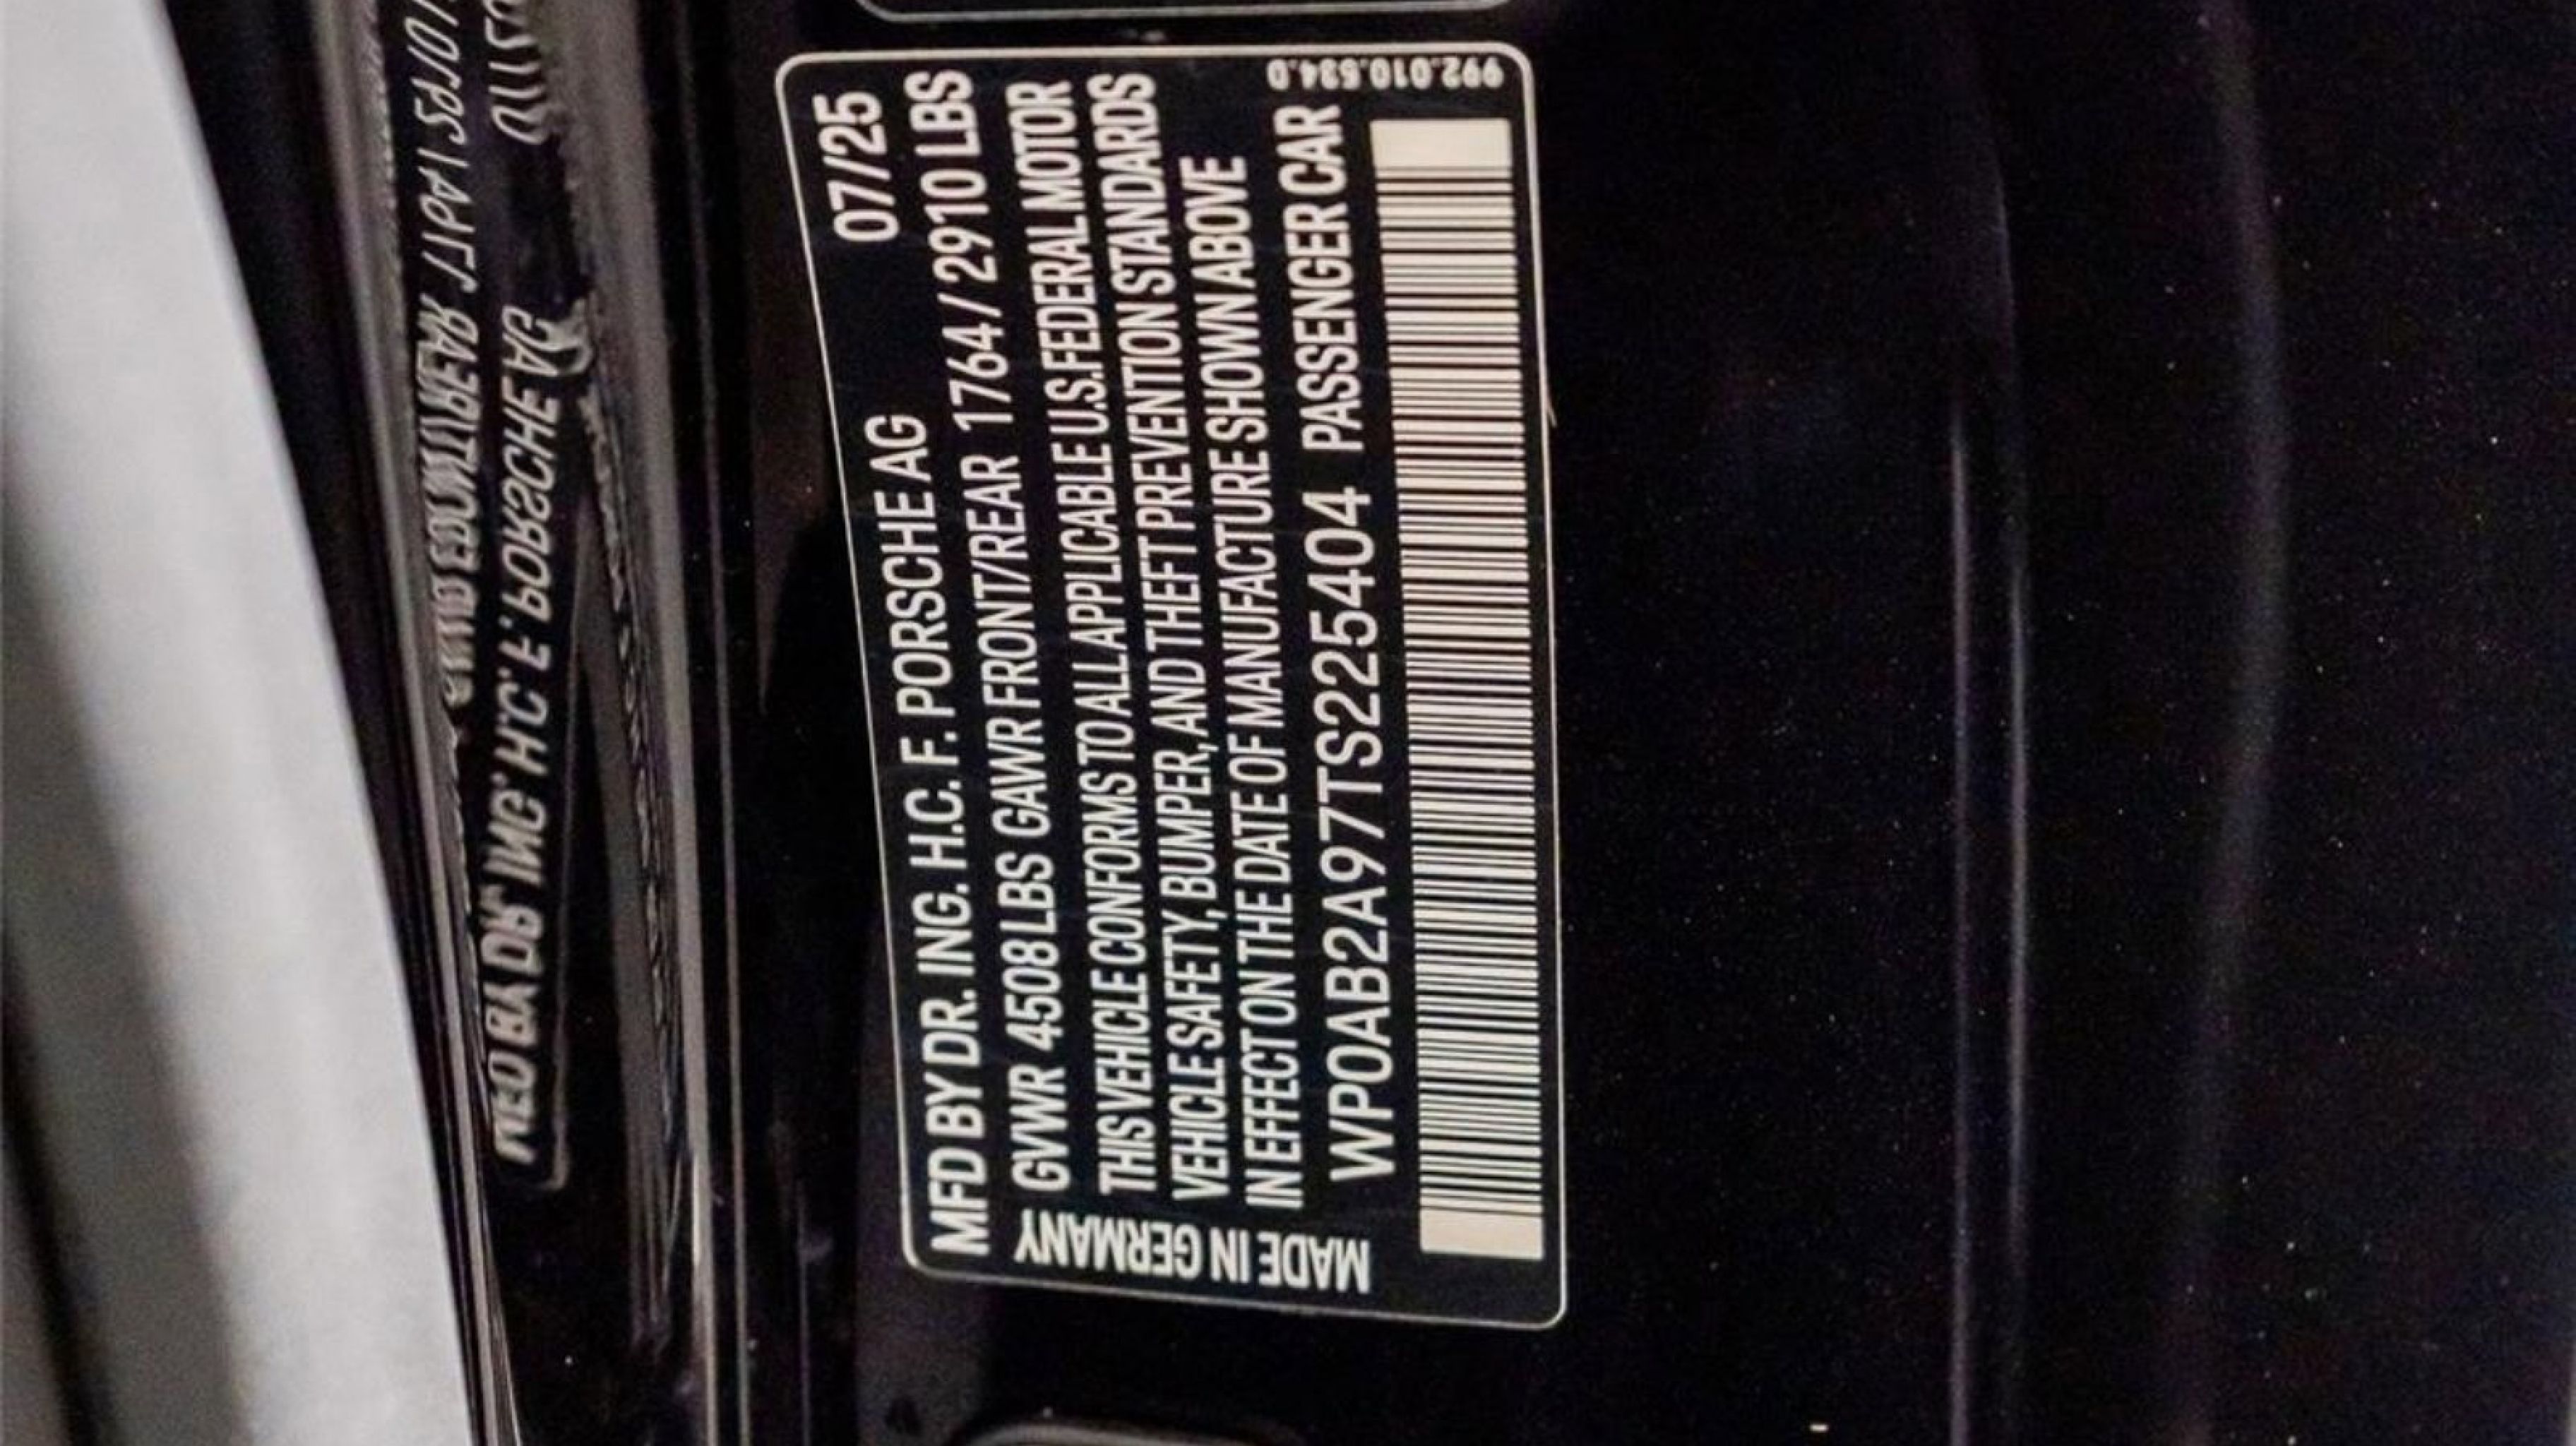 MFD BY DR. ING. H.C. F. PORSCHE AG 07/25
GVWR 4508 LBS GAWR FRONT/REAR 1764 / 2910 LBS
THIS VEHICLE CONFORMS TO ALL APPLICABLE U.S. FEDERAL MOTOR
VEHICLE SAFETY, BUMPER, AND THEFT PREVENTION STANDARDS
IN EFFECT ON THE DATE OF MANUFACTURE SHOWN ABOVE
WP0AB2A97TS225404 PASSENGER CAR
MADE IN GERMANY
992.010.534.D